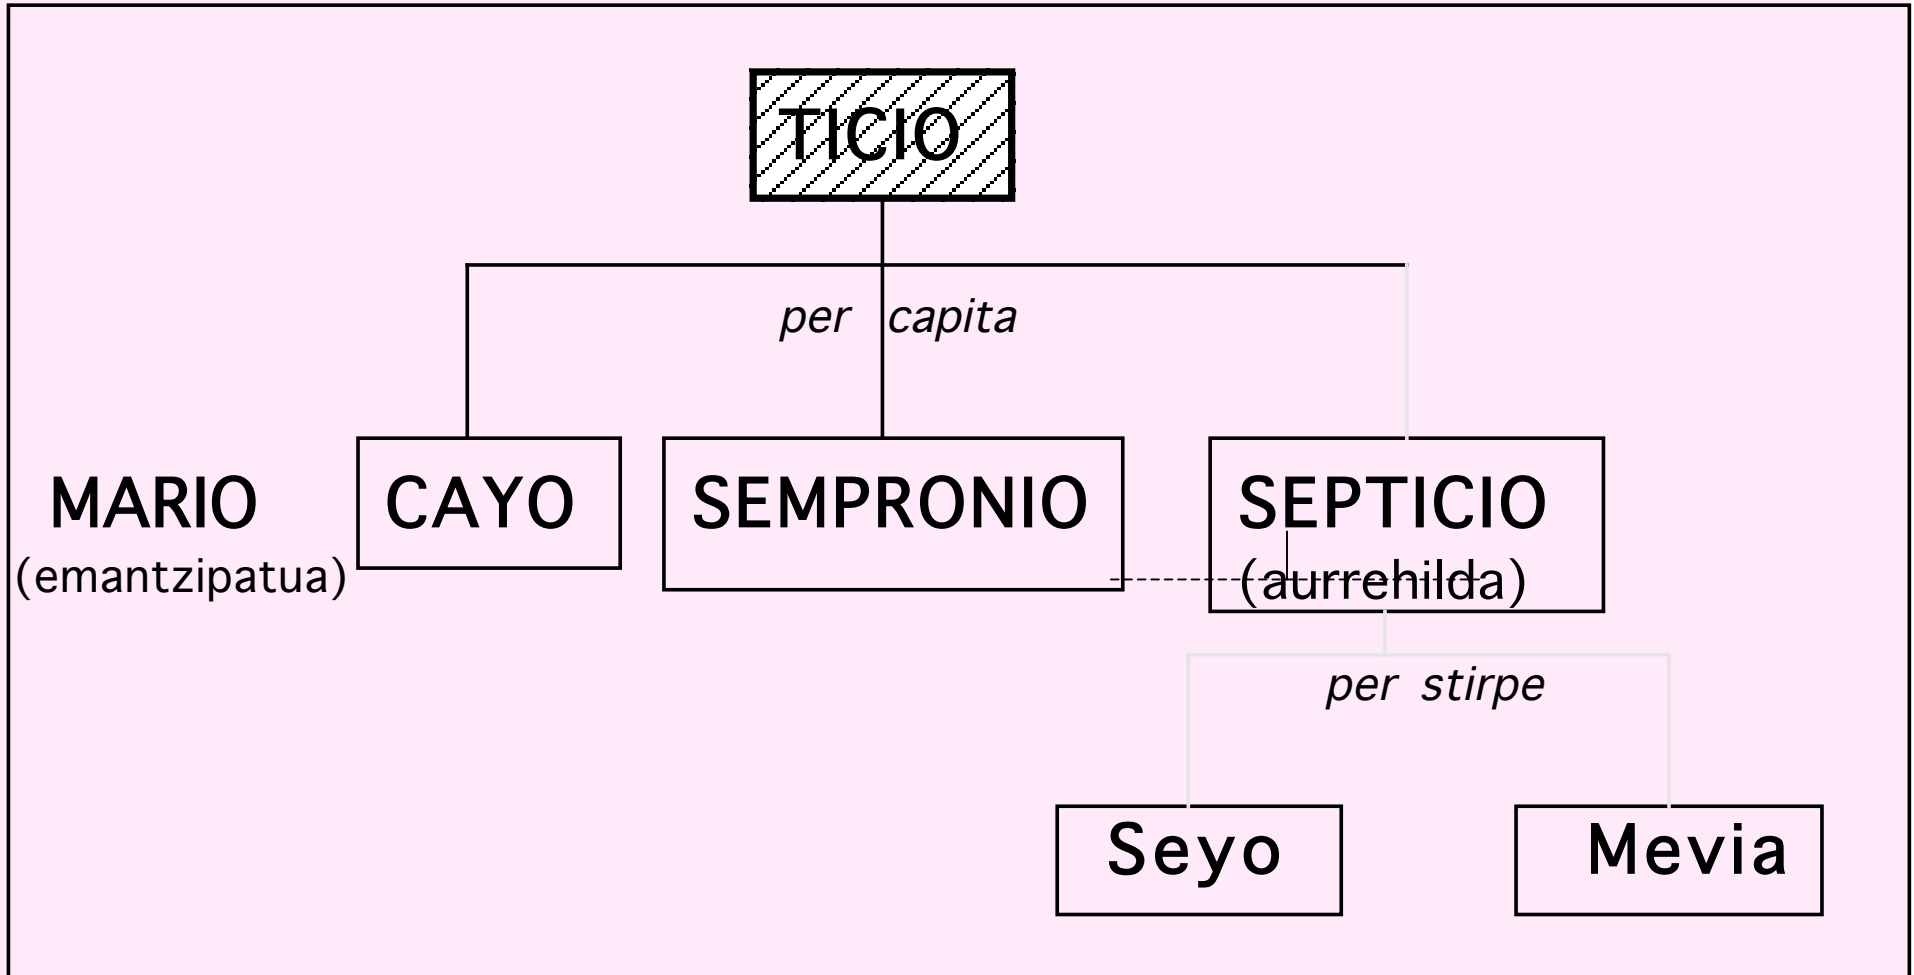 TICIO
per capita
MARIO CAYO SEMPRONIO SEPTICIO
(emantzipatua) (aurrehilda)
per stirpe
Seyo Mevia